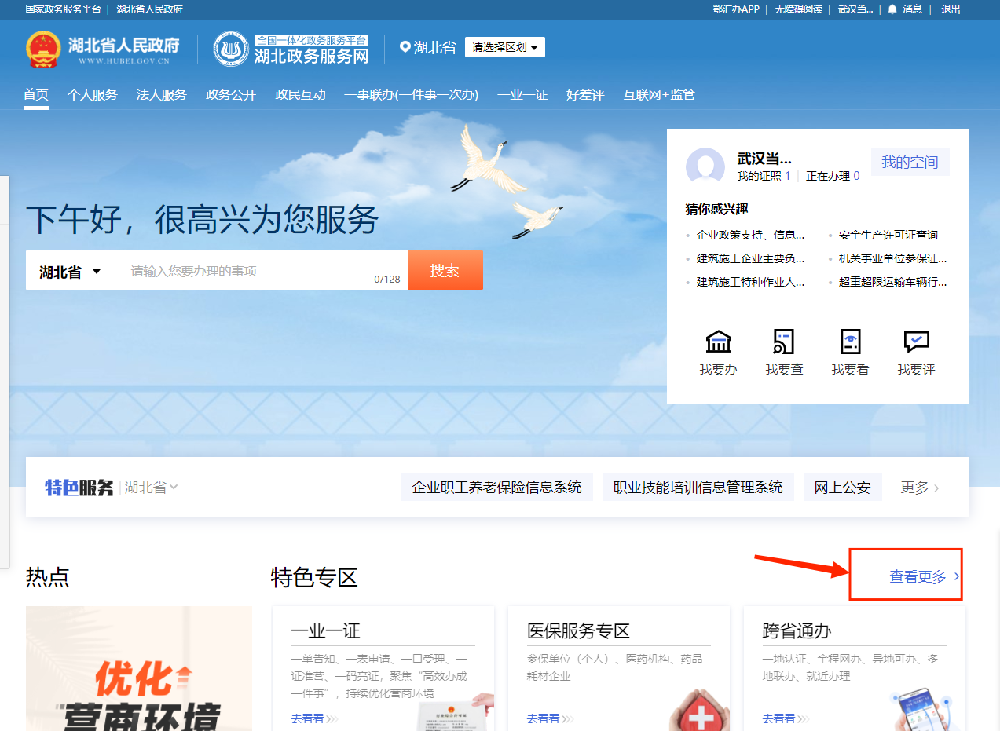 国家政务服务平台 | 湖北省人民政府
鄂汇办APP | 无障碍阅读 | 武汉当... 消息 | 退出
湖北省人民政府
WWW.HUBEI.GOV.CN
全国一体化政务服务平台
湖北政务服务网
湖北省 请选择区划
首页 个人服务 法人服务 政务公开 政民互动 一事联办(一件事一次办) 一业一证 好差评 互联网+监管
下午好，很高兴为您服务
湖北省 请输入您要办理的事项 0/128 搜索
武汉当... 我的空间
我的证照 1 | 正在办理 0
猜你感兴趣
企业政策支持、信息... 安全生产许可证查询
建筑施工企业主要负... 机关事业单位参保证...
建筑施工特种作业人... 超重超限运输车辆行...
我要办 我要查 我要看 我要评
特色服务 | 湖北省 企业职工养老保险信息系统 职业技能培训信息管理系统 网上公安 更多 >
热点 特色专区 查看更多 >
优化
营商环境
一业一证
一单告知、一表申请、一口受理、一
证准营、一码亮证，聚焦“高效办成
一件事”，持续优化营商环境
去看看
医保服务专区
参保单位（个人）、医药机构、药品
耗材企业
去看看
跨省通办
一地认证、全程网办、异地可办、多
地联办、就近办理
去看看